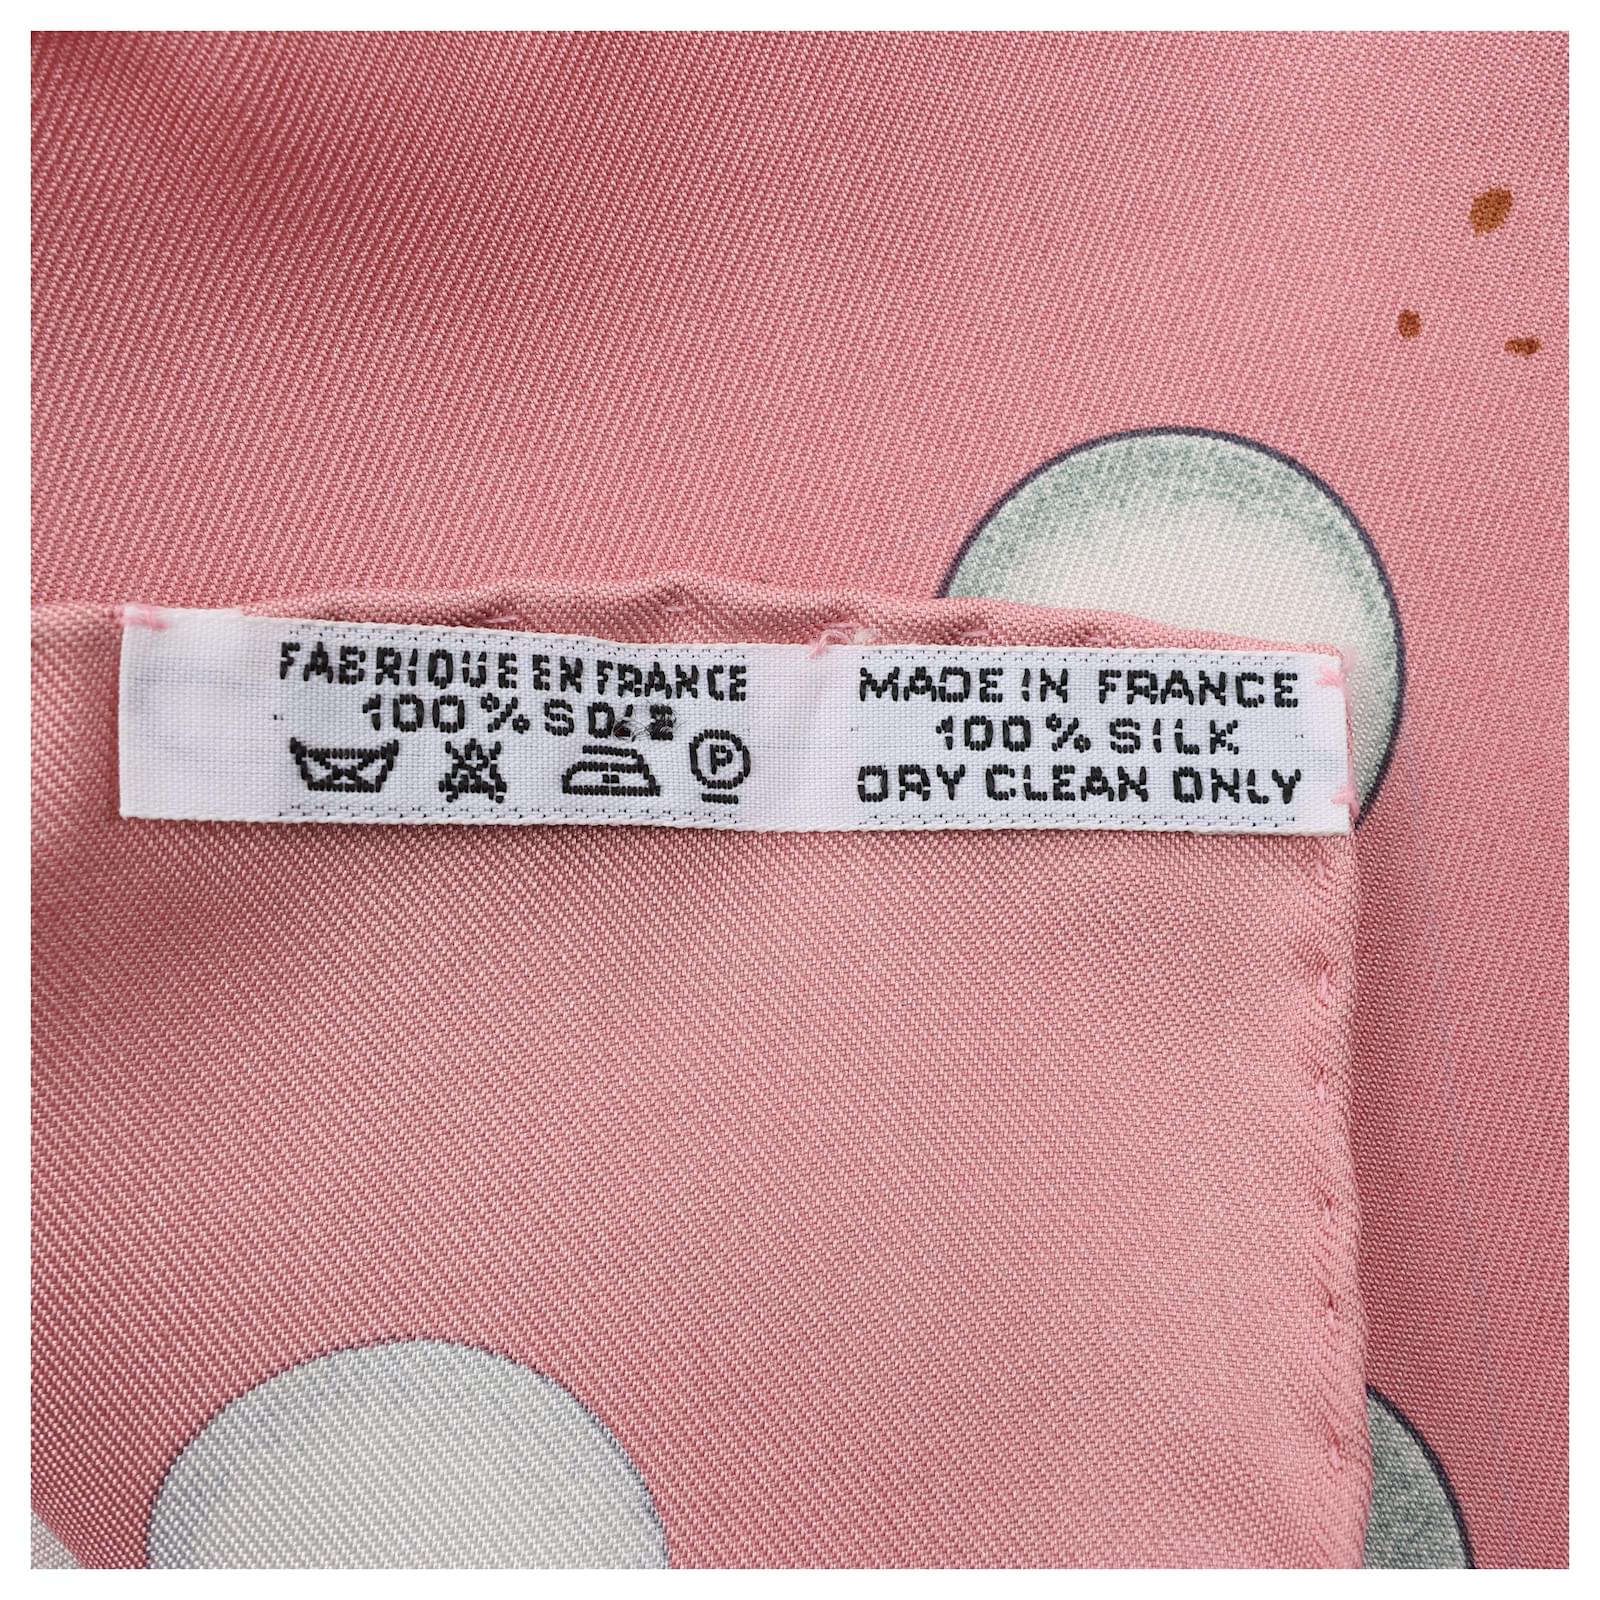 FABRIQUE EN FRANCE
100% SOIE
P
MADE IN FRANCE
100% SILK
DRY CLEAN ONLY